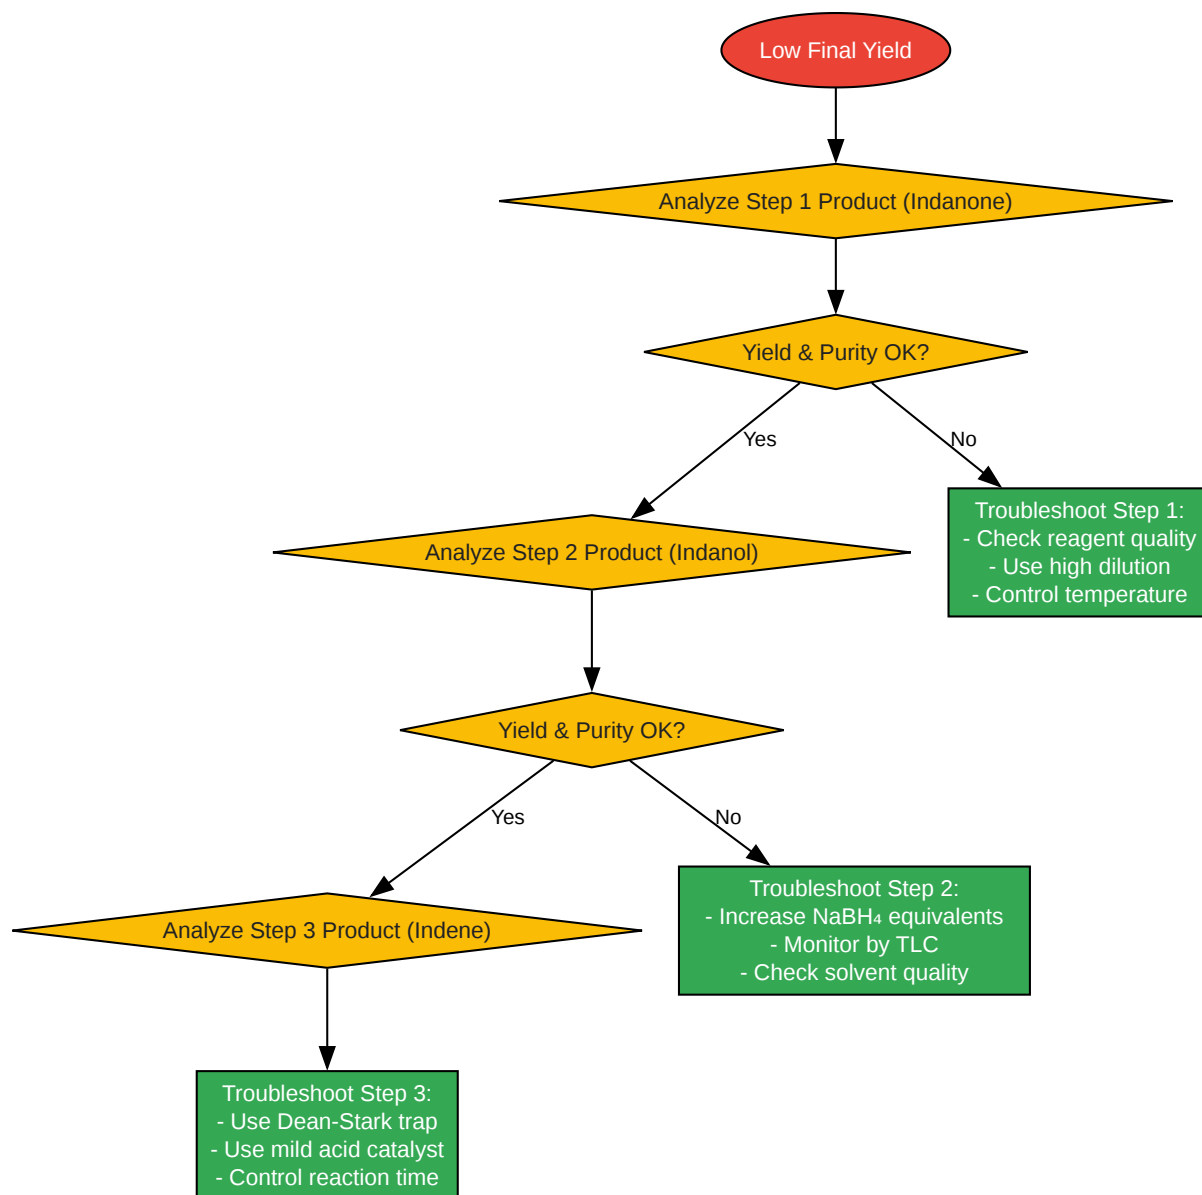 Low Final Yield
Analyze Step 1 Product (Indanone)
Yield & Purity OK?
Yes
No
Troubleshoot Step 1:
- Check reagent quality
- Use high dilution
- Control temperature
Analyze Step 2 Product (Indanol)
Yield & Purity OK?
Yes
No
Troubleshoot Step 2:
- Increase NaBH₄ equivalents
- Monitor by TLC
- Check solvent quality
Analyze Step 3 Product (Indene)
Troubleshoot Step 3:
- Use Dean-Stark trap
- Use mild acid catalyst
- Control reaction time